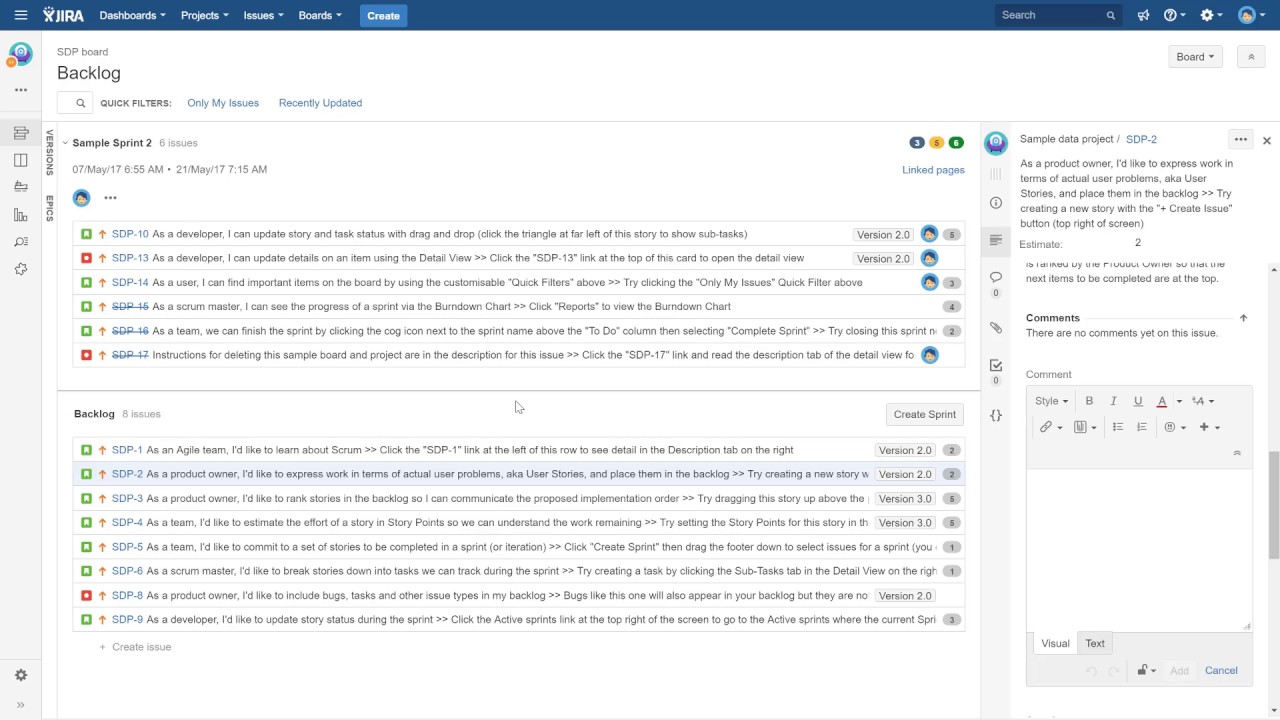 JIRA Dashboards Projects Issues Boards Create Search
SDP board
Backlog
Board
QUICK FILTERS: Only My Issues Recently Updated
VERSIONS
EPICS
Sample Sprint 2 6 issues 3 5 6
07/May/17 6:55 AM • 21/May/17 7:15 AM Linked pages
SDP-10 As a developer, I can update story and task status with drag and drop (click the triangle at far left of this story to show sub-tasks) Version 2.0 5
SDP-13 As a developer, I can update details on an item using the Detail View >> Click the "SDP-13" link at the top of this card to open the detail view Version 2.0
SDP-14 As a user, I can find important items on the board by using the customisable "Quick Filters" above >> Try clicking the "Only My Issues" Quick Filter above 3
SDP-15 As a scrum master, I can see the progress of a sprint via the Burndown Chart >> Click "Reports" to view the Burndown Chart 4
SDP-16 As a team, we can finish the sprint by clicking the cog icon next to the sprint name above the "To Do" column then selecting "Complete Sprint" >> Try closing this sprint n 2
SDP-17 Instructions for deleting this sample board and project are in the description for this issue >> Click the "SDP-17" link and read the description tab of the detail view fo
Backlog 8 issues Create Sprint
SDP-1 As an Agile team, I'd like to learn about Scrum >> Click the "SDP-1" link at the left of this row to see detail in the Description tab on the right Version 2.0 2
SDP-2 As a product owner, I'd like to express work in terms of actual user problems, aka User Stories, and place them in the backlog >> Try creating a new story w Version 2.0 2
SDP-3 As a product owner, I'd like to rank stories in the backlog so I can communicate the proposed implementation order >> Try dragging this story up above the Version 3.0 5
SDP-4 As a team, I'd like to estimate the effort of a story in Story Points so we can understand the work remaining >> Try setting the Story Points for this story in th Version 3.0 5
SDP-5 As a team, I'd like to commit to a set of stories to be completed in a sprint (or iteration) >> Click "Create Sprint" then drag the footer down to select issues for a sprint (you 1
SDP-6 As a scrum master, I'd like to break stories down into tasks we can track during the sprint >> Try creating a task by clicking the Sub-Tasks tab in the Detail View on the righ 1
SDP-8 As a product owner, I'd like to include bugs, tasks and other issue types in my backlog >> Bugs like this one will also appear in your backlog but they are no Version 2.0
SDP-9 As a developer, I'd like to update story status during the sprint >> Click the Active sprints link at the top right of the screen to go to the Active sprints where the current Spri 3
+ Create issue
Sample data project / SDP-2
As a product owner, I'd like to express work in
terms of actual user problems, aka User
Stories, and place them in the backlog >> Try
creating a new story with the "+ Create Issue"
button (top right of screen)
Estimate: 2
is ranked by the Product Owner so that the
next items to be completed are at the top.
0
0
Comments
There are no comments yet on this issue.
Comment
Style B I U A
Visual Text
Add Cancel